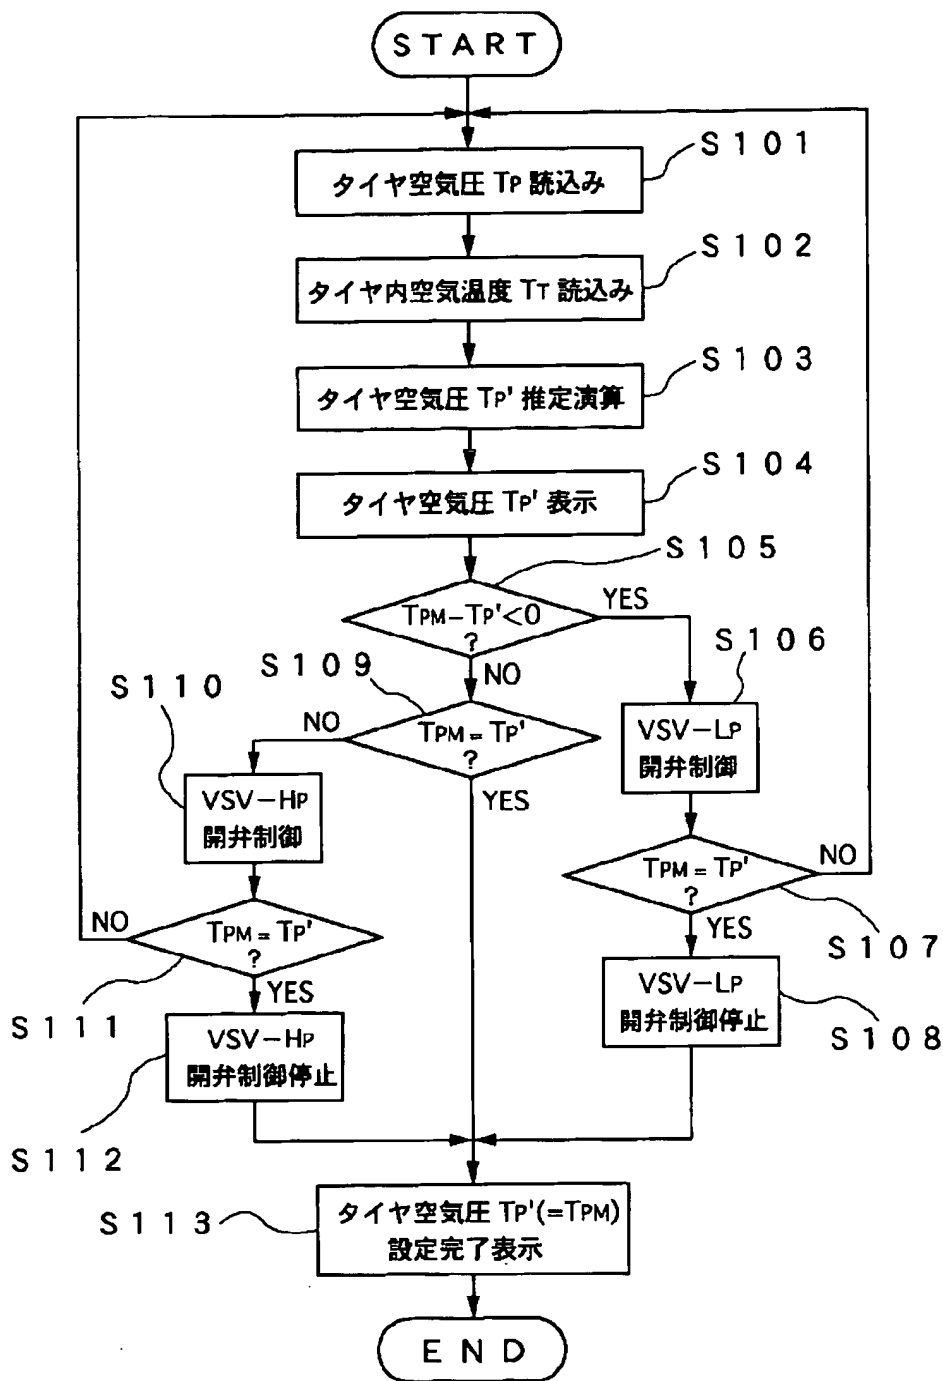 START
S101
タイヤ空気圧 TP 読込み
S102
タイヤ内空気温度 TT 読込み
S103
タイヤ空気圧 TP' 推定演算
S104
タイヤ空気圧 TP' 表示
S105
TPM−TP'<0
?
YES
NO
S106
VSV−LP
開弁制御
S109
TPM=TP'
?
NO
YES
S110
VSV−HP
開弁制御
TPM=TP'
?
NO
YES
S107
S111
TPM=TP'
?
NO
YES
VSV−LP
開弁制御停止
S108
VSV−HP
開弁制御停止
S112
S113
タイヤ空気圧 TP'(=TPM)
設定完了表示
END